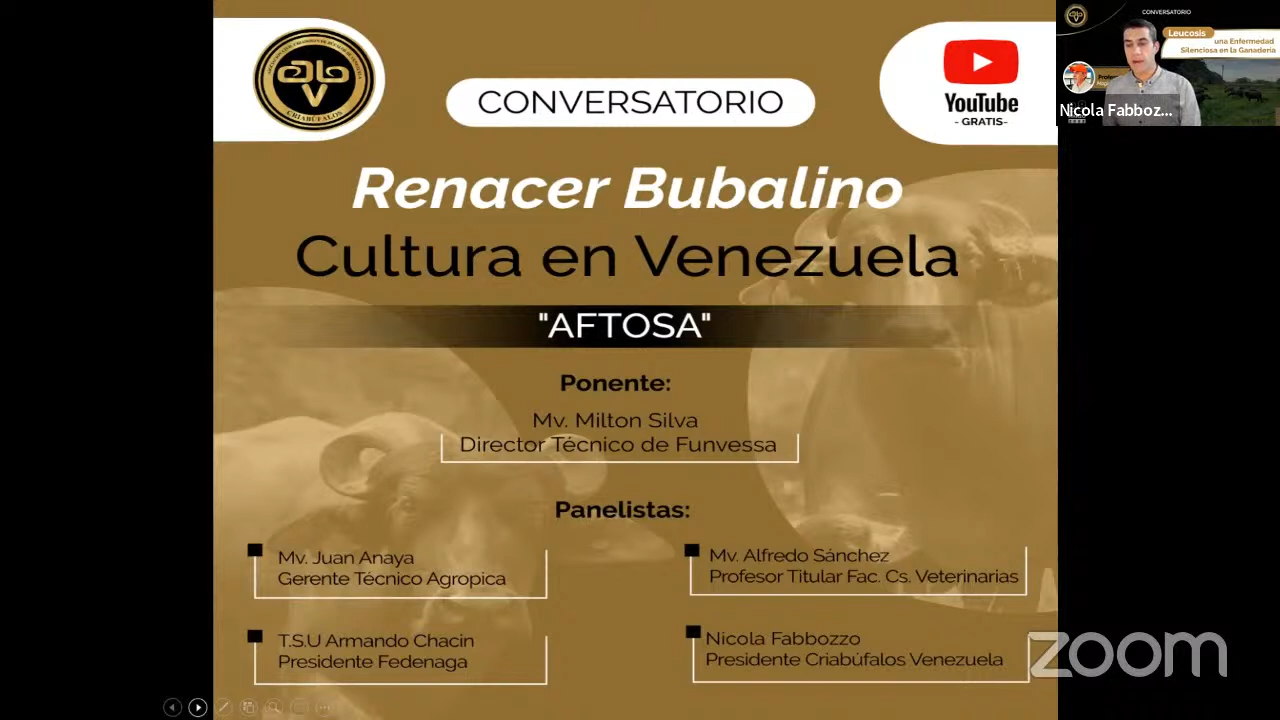 CONVERSATORIO
YouTube
- GRATIS-
Renacer Bubalino
Cultura en Venezuela
"AFTOSA"
Ponente:
Mv. Milton Silva
Director Técnico de Funvessa
Panelistas:
Mv. Juan Anaya
Gerente Técnico Agropica
Mv. Alfredo Sánchez
Profesor Titular Fac. Cs. Veterinarias
T.S.U Armando Chacin
Presidente Fedenaga
Nicola Fabbozzo
Presidente Criabúfalos Venezuela
CRIABÚFALOS
CONVERSATORIO
Leucosis
una Enfermedad
Silenciosa en la Ganadería
Nicola Fabboz...
zoom